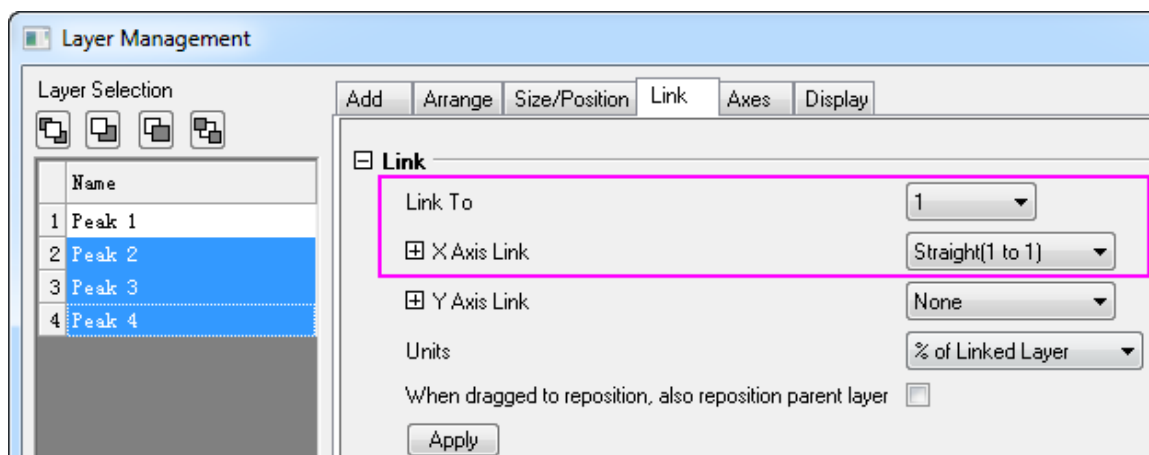 Layer Management
Layer Selection
Add Arrange Size/Position Link Axes Display
Name
1 Peak 1
2 Peak 2
3 Peak 3
4 Peak 4
Link
Link To 1
X Axis Link Straight(1 to 1)
Y Axis Link None
Units % of Linked Layer
When dragged to reposition, also reposition parent layer
Apply